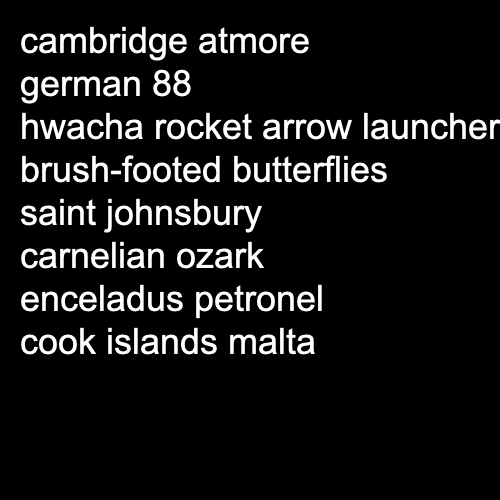 cambridge atmore
german 88
hwacha rocket arrow launcher
brush-footed butterflies
saint johnsbury
carnelian ozark
enceladus petronel
cook islands malta